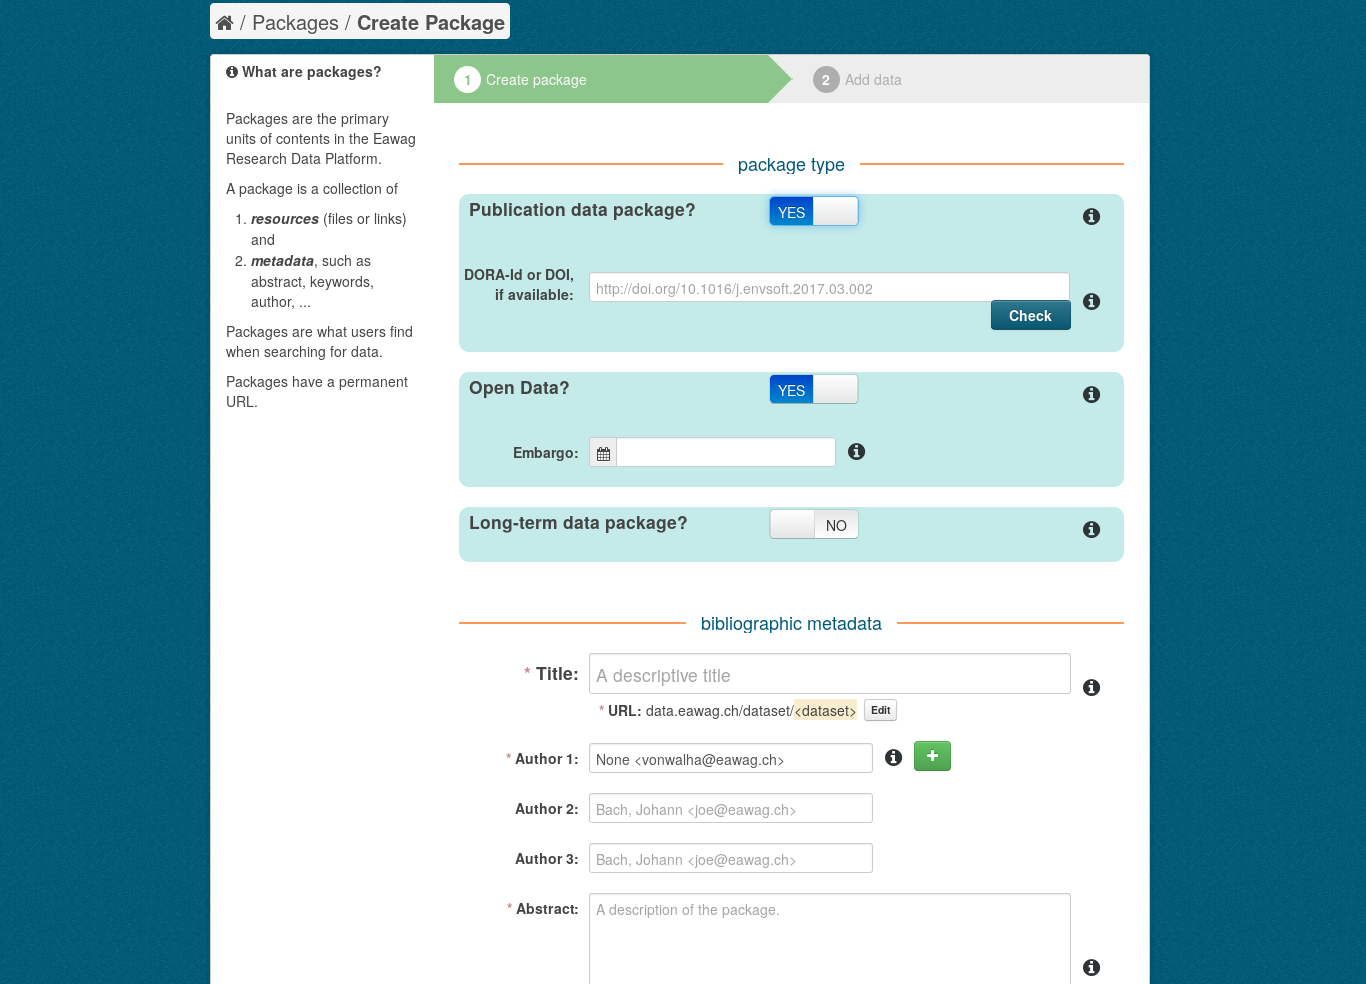 / Packages / Create Package
What are packages?
Packages are the primary
units of contents in the Eawag
Research Data Platform.
A package is a collection of
1. resources (files or links)
and
2. metadata, such as
abstract, keywords,
author, ...
Packages are what users find
when searching for data.
Packages have a permanent
URL.
1 Create package
2 Add data
package type
Publication data package?
YES
DORA-Id or DOI,
if available:
http://doi.org/10.1016/j.envsoft.2017.03.002
Check
Open Data?
YES
Embargo:
Long-term data package?
NO
bibliographic metadata
* Title:
A descriptive title
* URL: data.eawag.ch/dataset/<dataset> Edit
* Author 1:
None <vonwalha@eawag.ch>
Author 2:
Bach, Johann <joe@eawag.ch>
Author 3:
Bach, Johann <joe@eawag.ch>
* Abstract:
A description of the package.